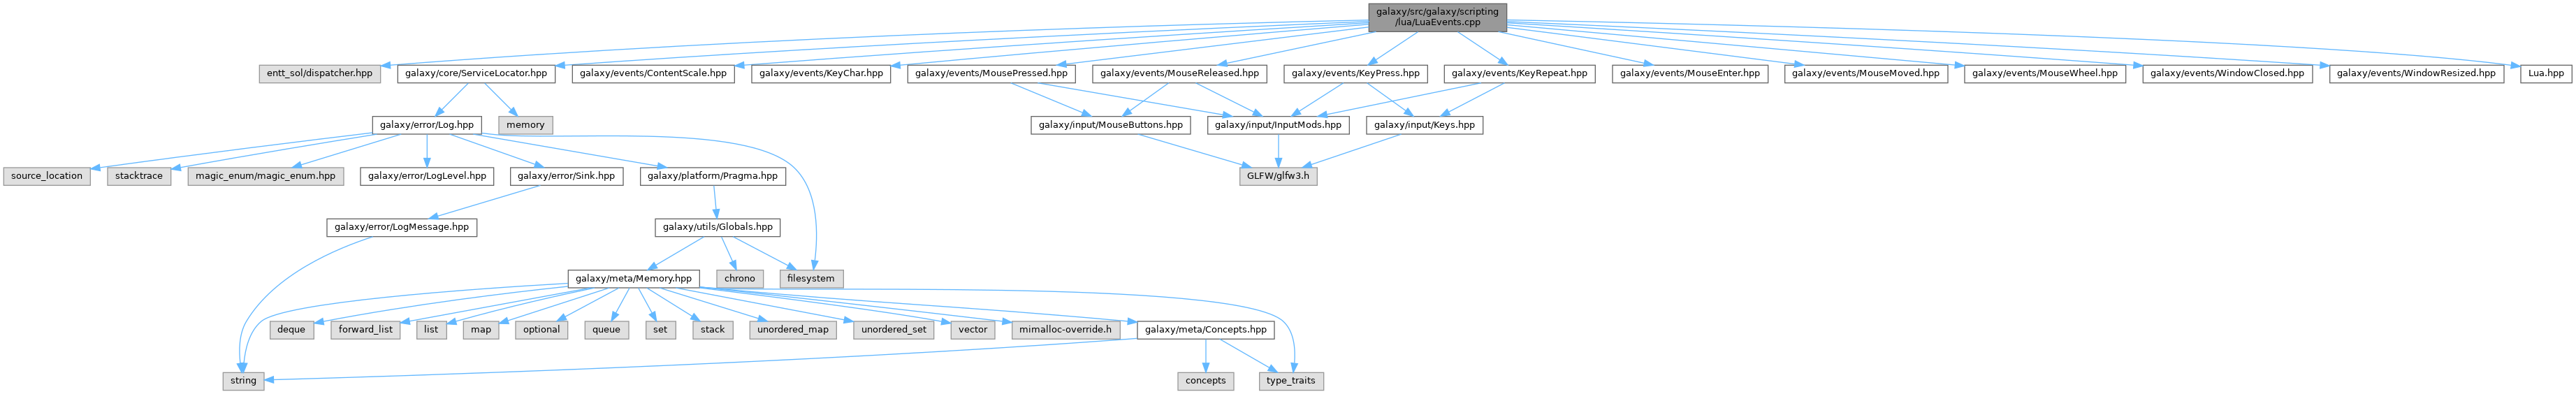 galaxy/src/galaxy/scripting
/lua/LuaEvents.cpp
entt_sol/dispatcher.hpp
galaxy/core/ServiceLocator.hpp
galaxy/events/ContentScale.hpp
galaxy/events/KeyChar.hpp
galaxy/events/MousePressed.hpp
galaxy/events/MouseReleased.hpp
galaxy/events/KeyPress.hpp
galaxy/events/KeyRepeat.hpp
galaxy/events/MouseEnter.hpp
galaxy/events/MouseMoved.hpp
galaxy/events/MouseWheel.hpp
galaxy/events/WindowClosed.hpp
galaxy/events/WindowResized.hpp
Lua.hpp
galaxy/error/Log.hpp
memory
galaxy/input/MouseButtons.hpp
galaxy/input/InputMods.hpp
galaxy/input/Keys.hpp
source_location
stacktrace
magic_enum/magic_enum.hpp
galaxy/error/LogLevel.hpp
galaxy/error/Sink.hpp
galaxy/platform/Pragma.hpp
GLFW/glfw3.h
galaxy/error/LogMessage.hpp
galaxy/utils/Globals.hpp
galaxy/meta/Memory.hpp
chrono
filesystem
deque
forward_list
list
map
optional
queue
set
stack
unordered_map
unordered_set
vector
mimalloc-override.h
galaxy/meta/Concepts.hpp
string
concepts
type_traits